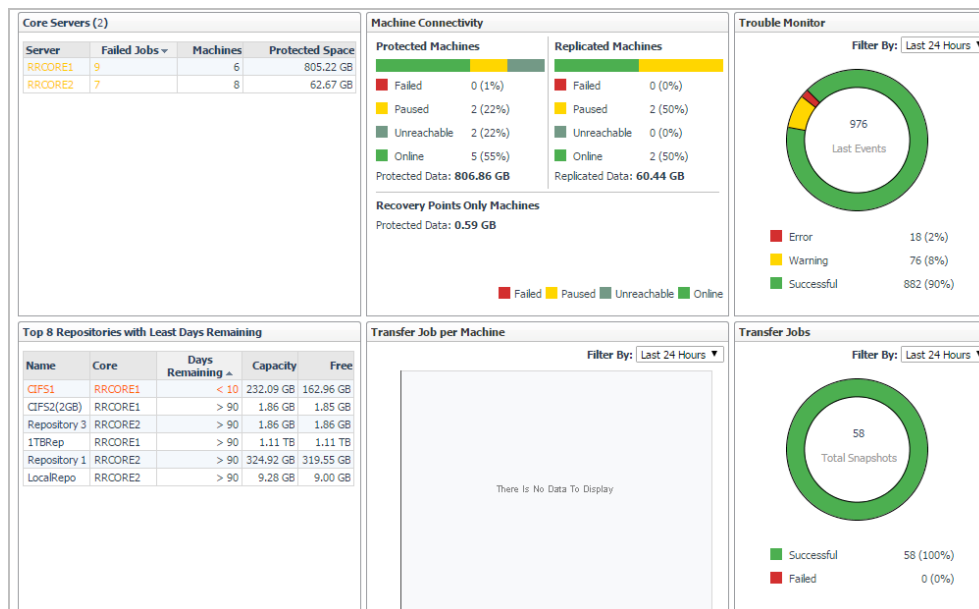 Core Servers (2)
Server Failed Jobs Machines Protected Space
RRCORE1 9 6 805.22 GB
RRCORE2 7 8 62.67 GB
Machine Connectivity
Protected Machines
Failed 0 (1%)
Paused 2 (22%)
Unreachable 2 (22%)
Online 5 (55%)
Protected Data: 806.86 GB
Replicated Machines
Failed 0 (0%)
Paused 2 (50%)
Unreachable 0 (0%)
Online 2 (50%)
Replicated Data: 60.44 GB
Recovery Points Only Machines
Protected Data: 0.59 GB
Failed Paused Unreachable Online
Trouble Monitor
Filter By: Last 24 Hours
976
Last Events
Error 18 (2%)
Warning 76 (8%)
Successful 882 (90%)
Top 8 Repositories with Least Days Remaining
Name Core Days Remaining Capacity Free
CIFS1 RRCORE1 < 10 232.09 GB 162.96 GB
CIFS2(2GB) RRCORE1 > 90 1.86 GB 1.85 GB
Repository 3 RRCORE2 > 90 1.86 GB 1.86 GB
1TBRep RRCORE1 > 90 1.11 TB 1.11 TB
Repository 1 RRCORE2 > 90 324.92 GB 319.55 GB
LocalRepo RRCORE2 > 90 9.28 GB 9.00 GB
Transfer Job per Machine
Filter By: Last 24 Hours
There Is No Data To Display
Transfer Jobs
Filter By: Last 24 Hours
58
Total Snapshots
Successful 58 (100%)
Failed 0 (0%)